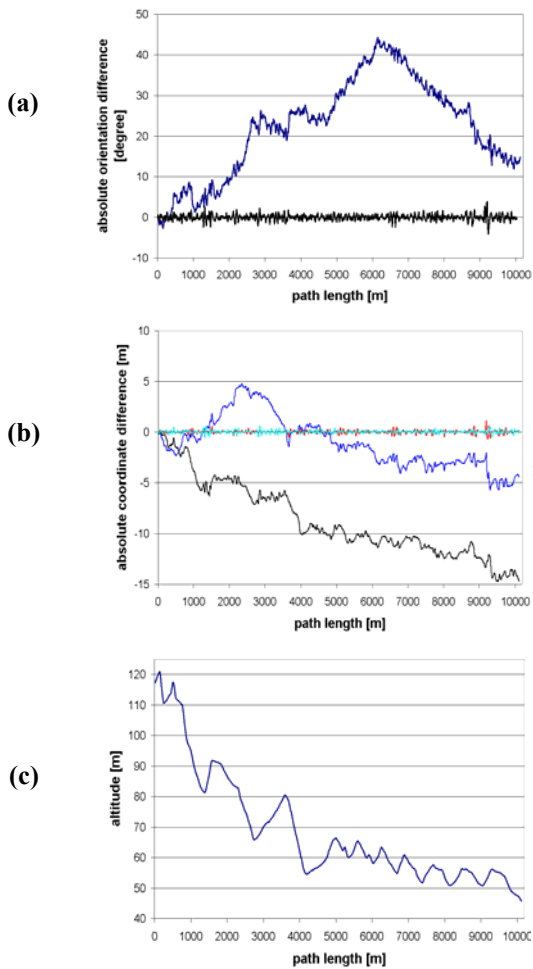 (a)
absolute orientation difference
[degree]
50
40
30
20
10
0
-10
0 1000 2000 3000 4000 5000 6000 7000 8000 9000 10000
path length [m]
(b)
absolute coordinate difference [m]
10
5
0
-5
-10
-15
0 1000 2000 3000 4000 5000 6000 7000 8000 9000 10000
path length [m]
(c)
altitude [m]
120
110
100
90
80
70
60
50
40
0 1000 2000 3000 4000 5000 6000 7000 8000 9000 10000
path length [m]